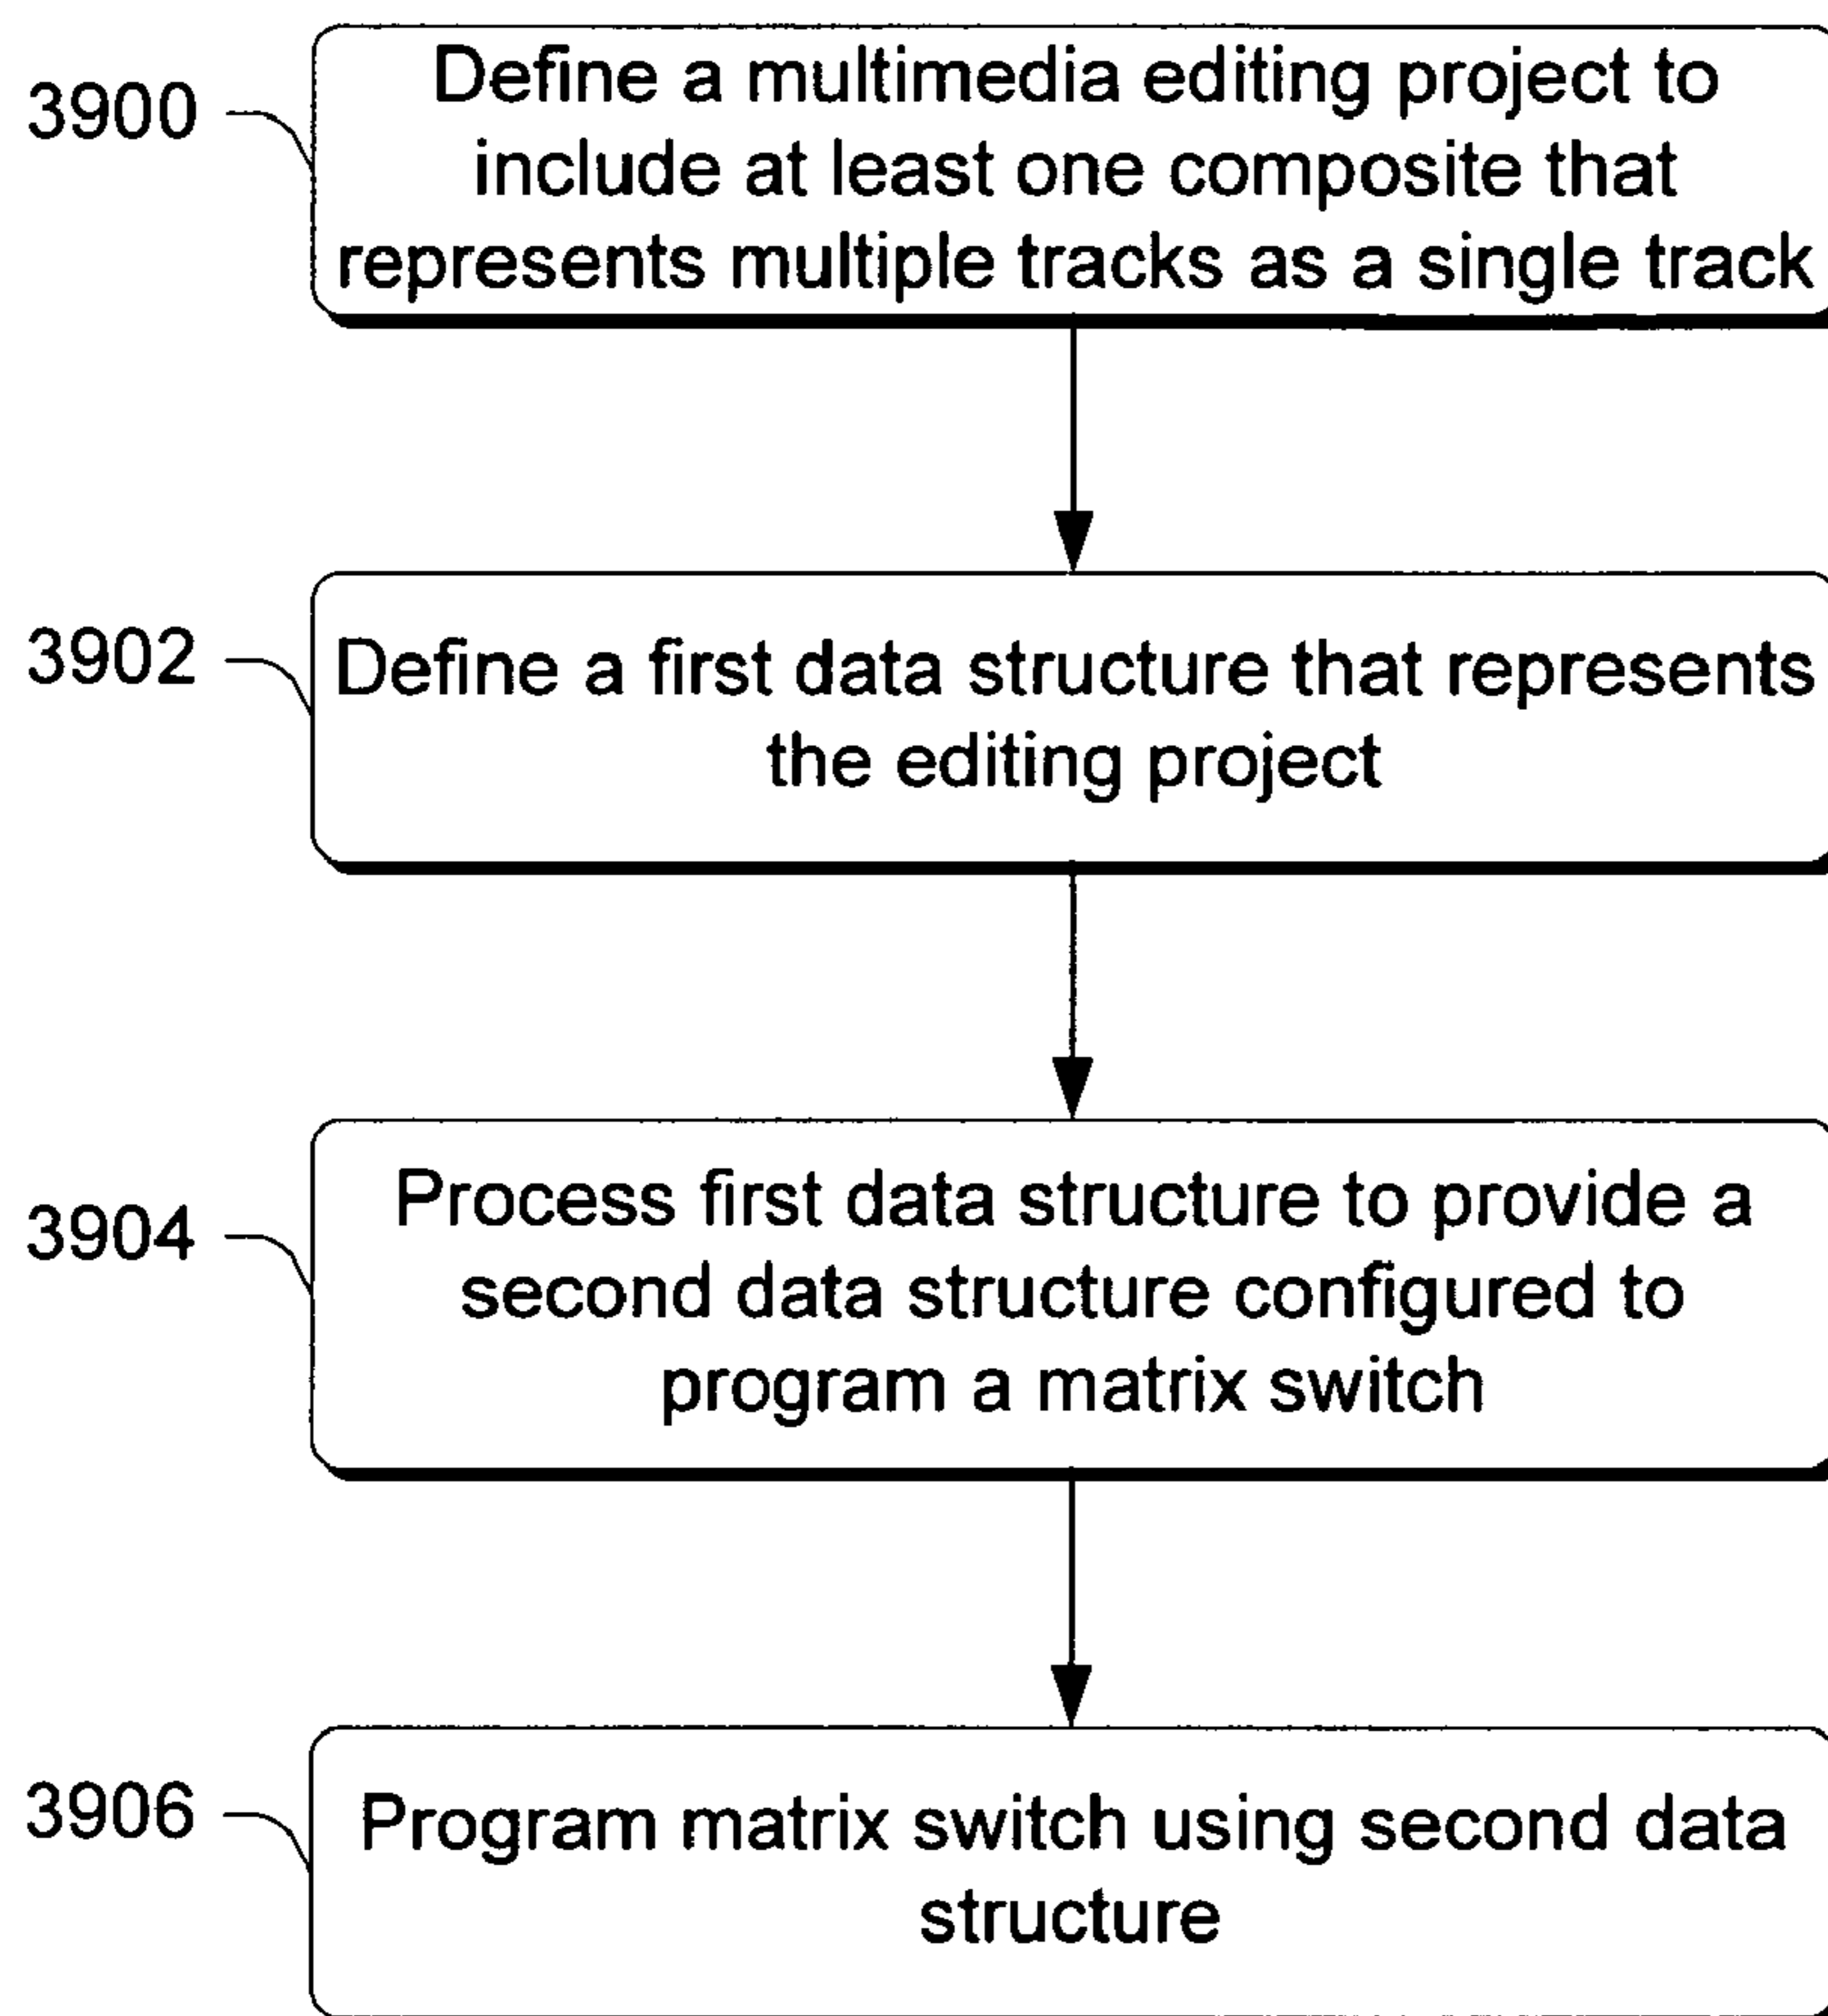 3900
Define a multimedia editing project to
include at least one composite that
represents multiple tracks as a single track
3902
Define a first data structure that represents
the editing project
3904
Process first data structure to provide a
second data structure configured to
program a matrix switch
3906
Program matrix switch using second data
structure